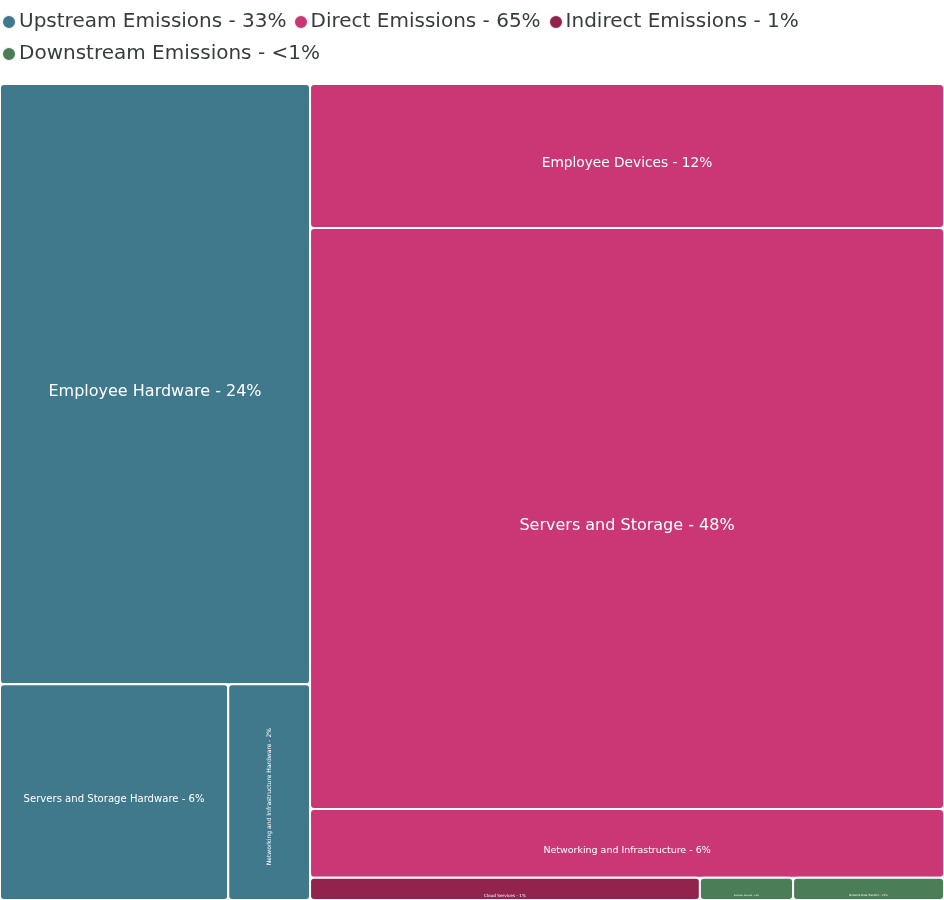 Upstream Emissions - 33% Direct Emissions - 65% Indirect Emissions - 1%
Downstream Emissions - <1%
Employee Hardware - 24%
Servers and Storage Hardware - 6%
Networking and Infrastructure Hardware - 2%
Employee Devices - 12%
Servers and Storage - 48%
Networking and Infrastructure - 6%
Cloud Services - 1%